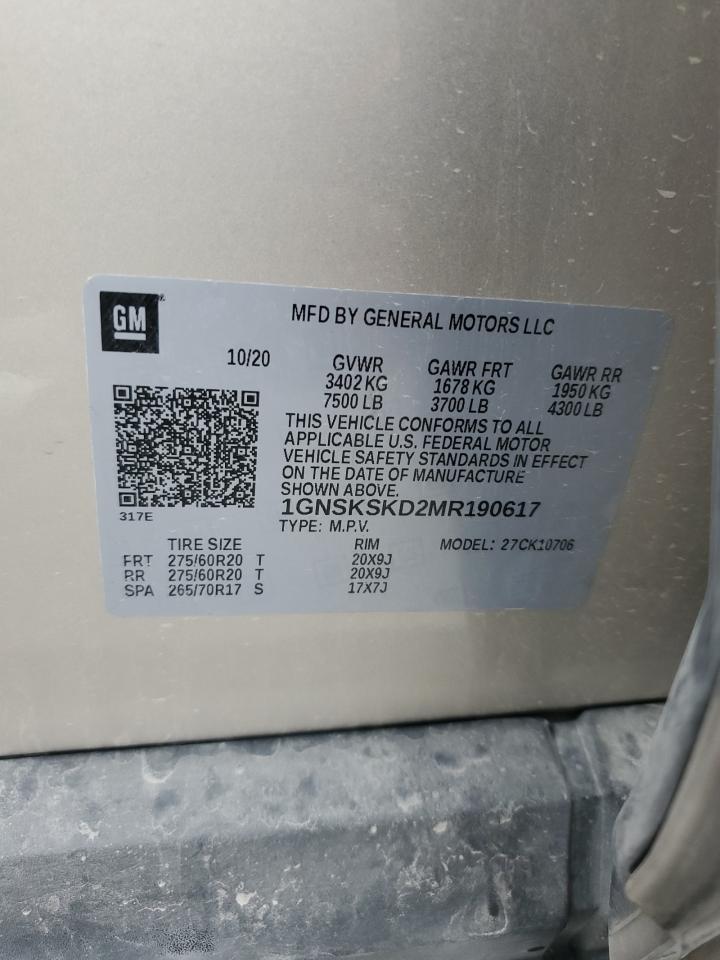 GM
MFD BY GENERAL MOTORS LLC
10/20 GVWR GAWR FRT GAWR RR
3402 KG 1678 KG 1950 KG
7500 LB 3700 LB 4300 LB
THIS VEHICLE CONFORMS TO ALL
APPLICABLE U.S. FEDERAL MOTOR
VEHICLE SAFETY STANDARDS IN EFFECT
ON THE DATE OF MANUFACTURE
SHOWN ABOVE.
317E
1GNSKSKD2MR190617
TYPE: M.P.V.
TIRE SIZE RIM MODEL: 27CK10706
FRT 275/60R20 T 20X9J
RR 275/60R20 T 20X9J
SPA 265/70R17 S 17X7J